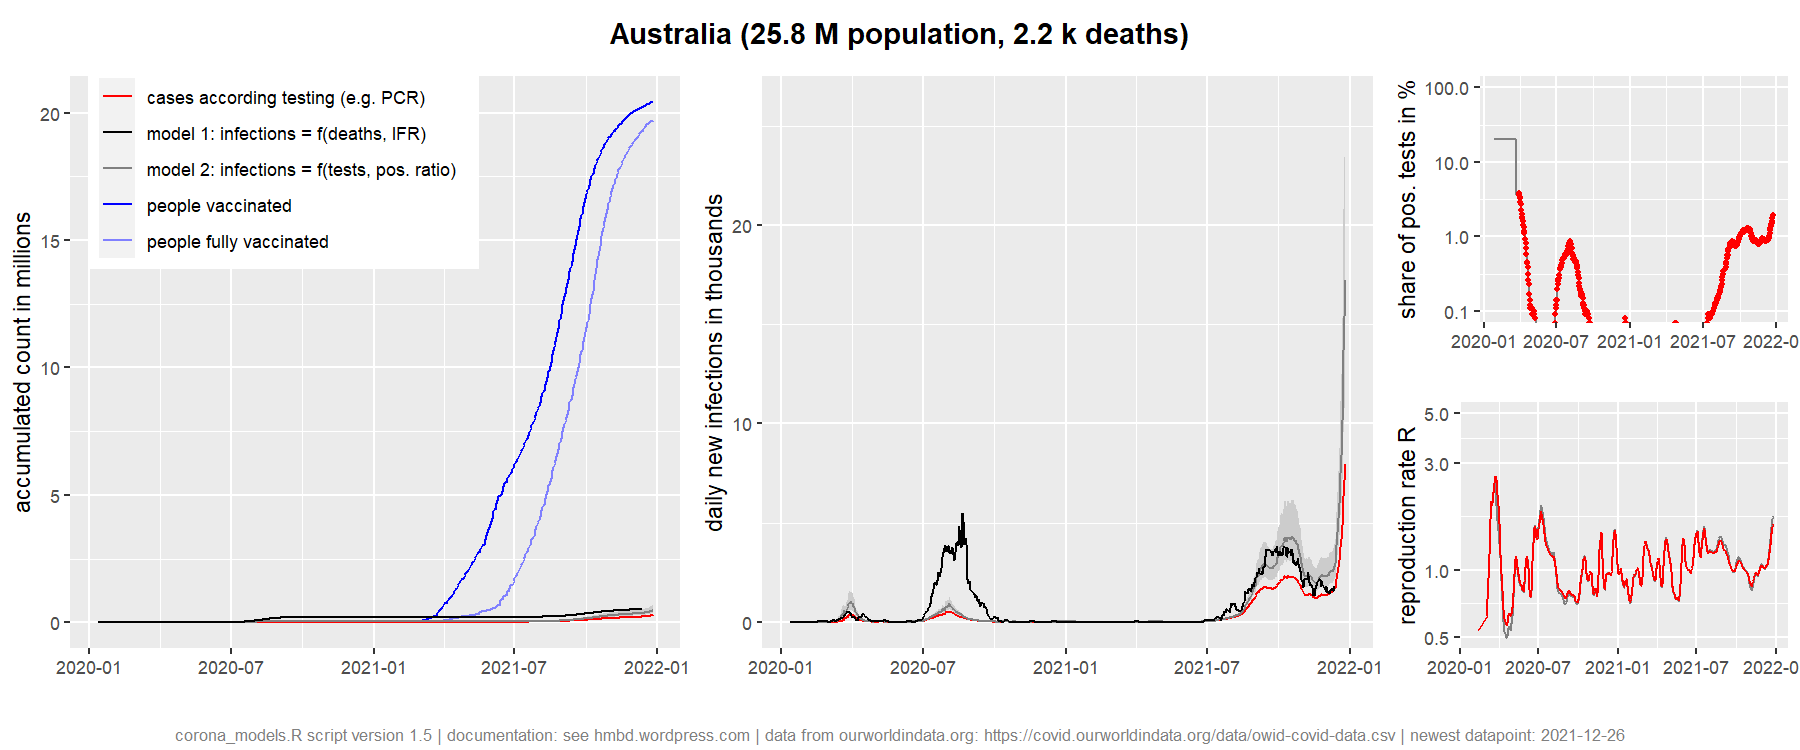 Australia (25.8 M population, 2.2 k deaths)
cases according testing (e.g. PCR)
model 1: infections = f(deaths, IFR)
model 2: infections = f(tests, pos. ratio)
people vaccinated
people fully vaccinated
accumulated count in millions
20
15
10
5
0
2020-01 2020-07 2021-01 2021-07 2022-01
daily new infections in thousands
20
10
0
2020-01 2020-07 2021-01 2021-07 2022-01
share of pos. tests in %
100.0
10.0
1.0
0.1
2020-01 2020-07 2021-01 2021-07 2022-0
reproduction rate R
5.0
3.0
1.0
0.5
2020-01 2020-07 2021-01 2021-07 2022-0
corona_models.R script version 1.5 | documentation: see hmbd.wordpress.com | data from ourworldindata.org: https://covid.ourworldindata.org/data/owid-covid-data.csv | newest datapoint: 2021-12-26